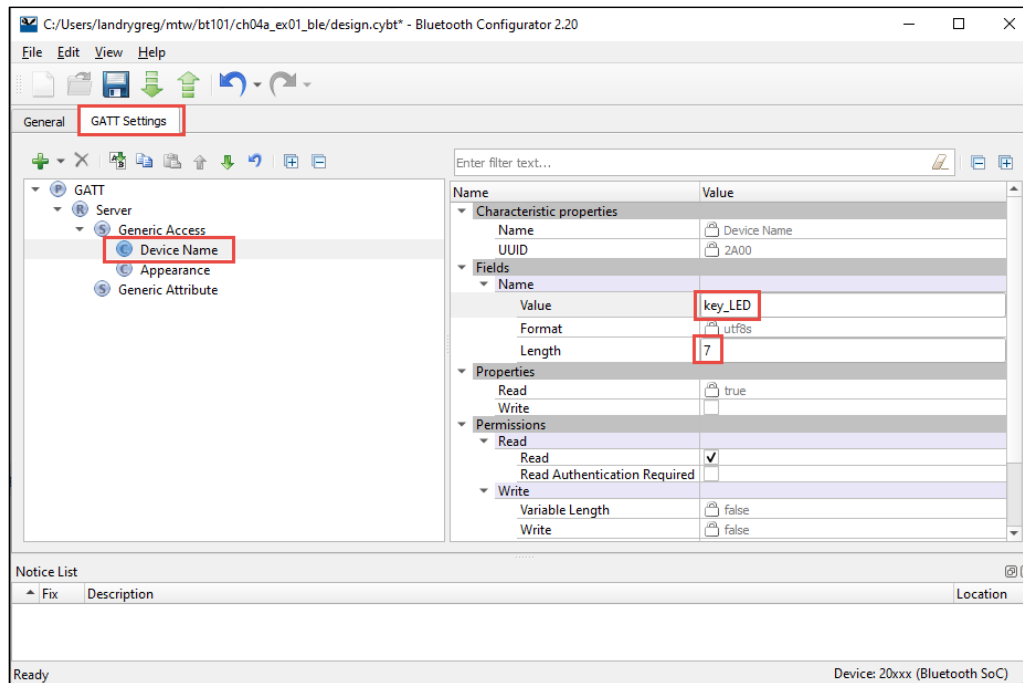 C:/Users/landrygreg/mtw/bt101/ch04a_ex01_ble/design.cybt* - Bluetooth Configurator 2.20
File Edit View Help
General GATT Settings
Enter filter text...
GATT
Server
Generic Access
Device Name
Appearance
Generic Attribute
Name Value
Characteristic properties
Name Device Name
UUID 2A00
Fields
Name
Value key_LED
Format utf8s
Length 7
Properties
Read true
Write
Permissions
Read
Read
Read Authentication Required
Write
Variable Length false
Write false
Notice List
Fix Description Location
Ready Device: 20xxx (Bluetooth SoC)